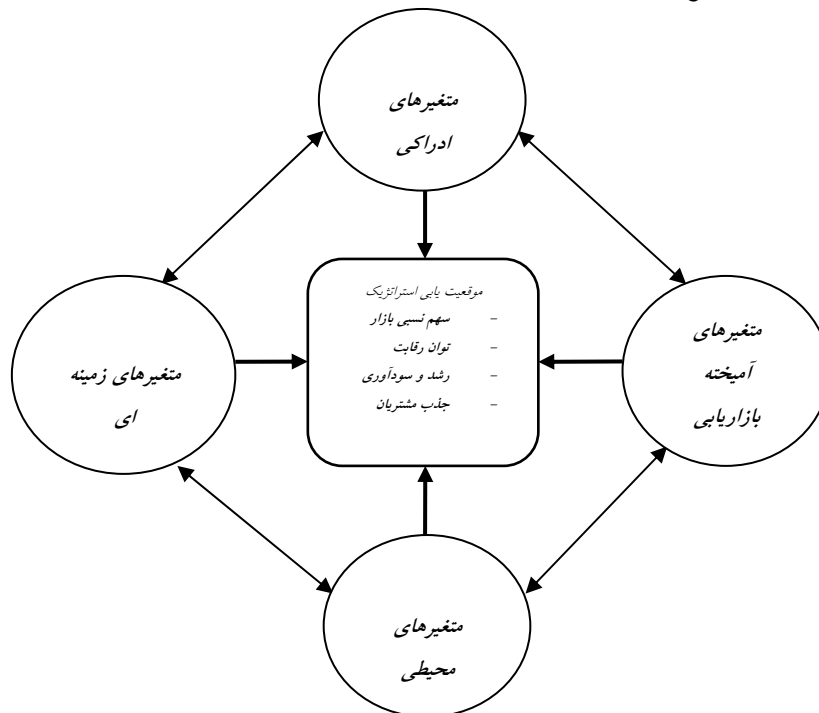 متغیرهای
ادراکی
موقعیت یابی استراتژیک
- سهم نسبی بازار
- توان رقابت
- رشد و سودآوری
- جذب مشتریان
متغیرهای
آمیخته
بازاریابی
متغیرهای زمینه
ای
متغیرهای
محیطی